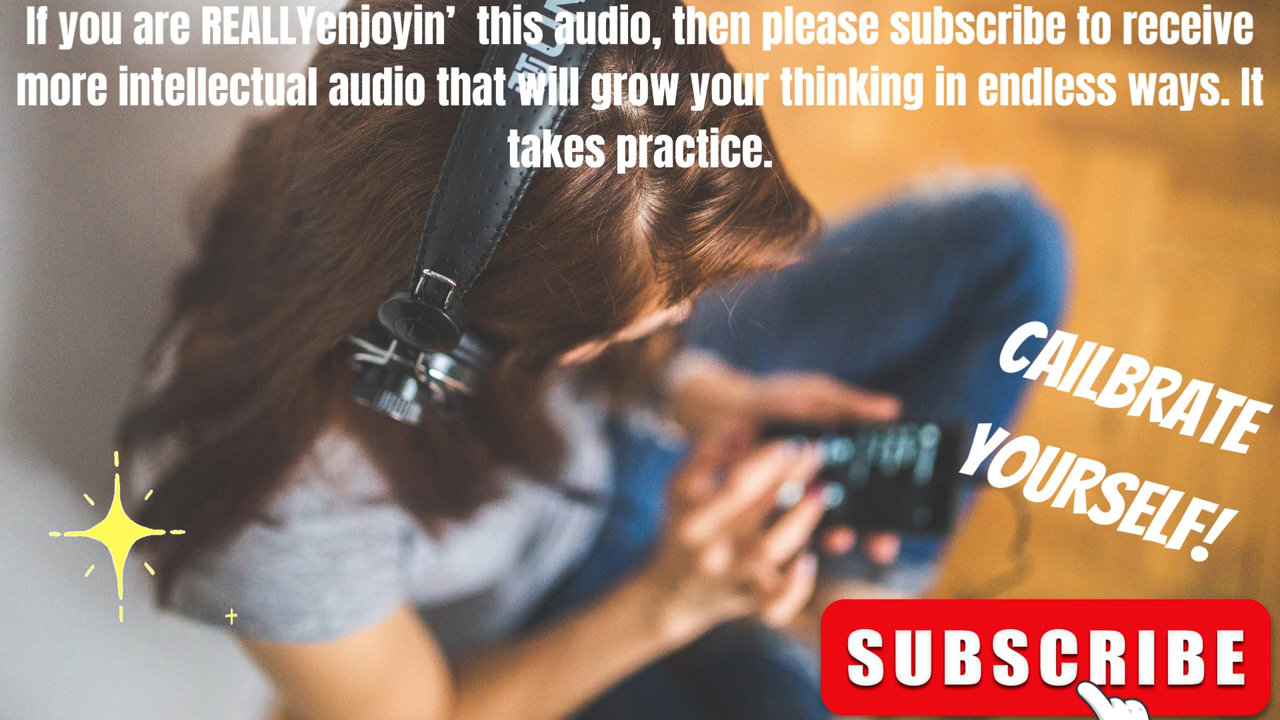 If you are REALLYenjoyin’ this audio, then please subscribe to receive
more intellectual audio that will grow your thinking in endless ways. It
takes practice.
CAILBRATE
YOURSELF!
SUBSCRIBE